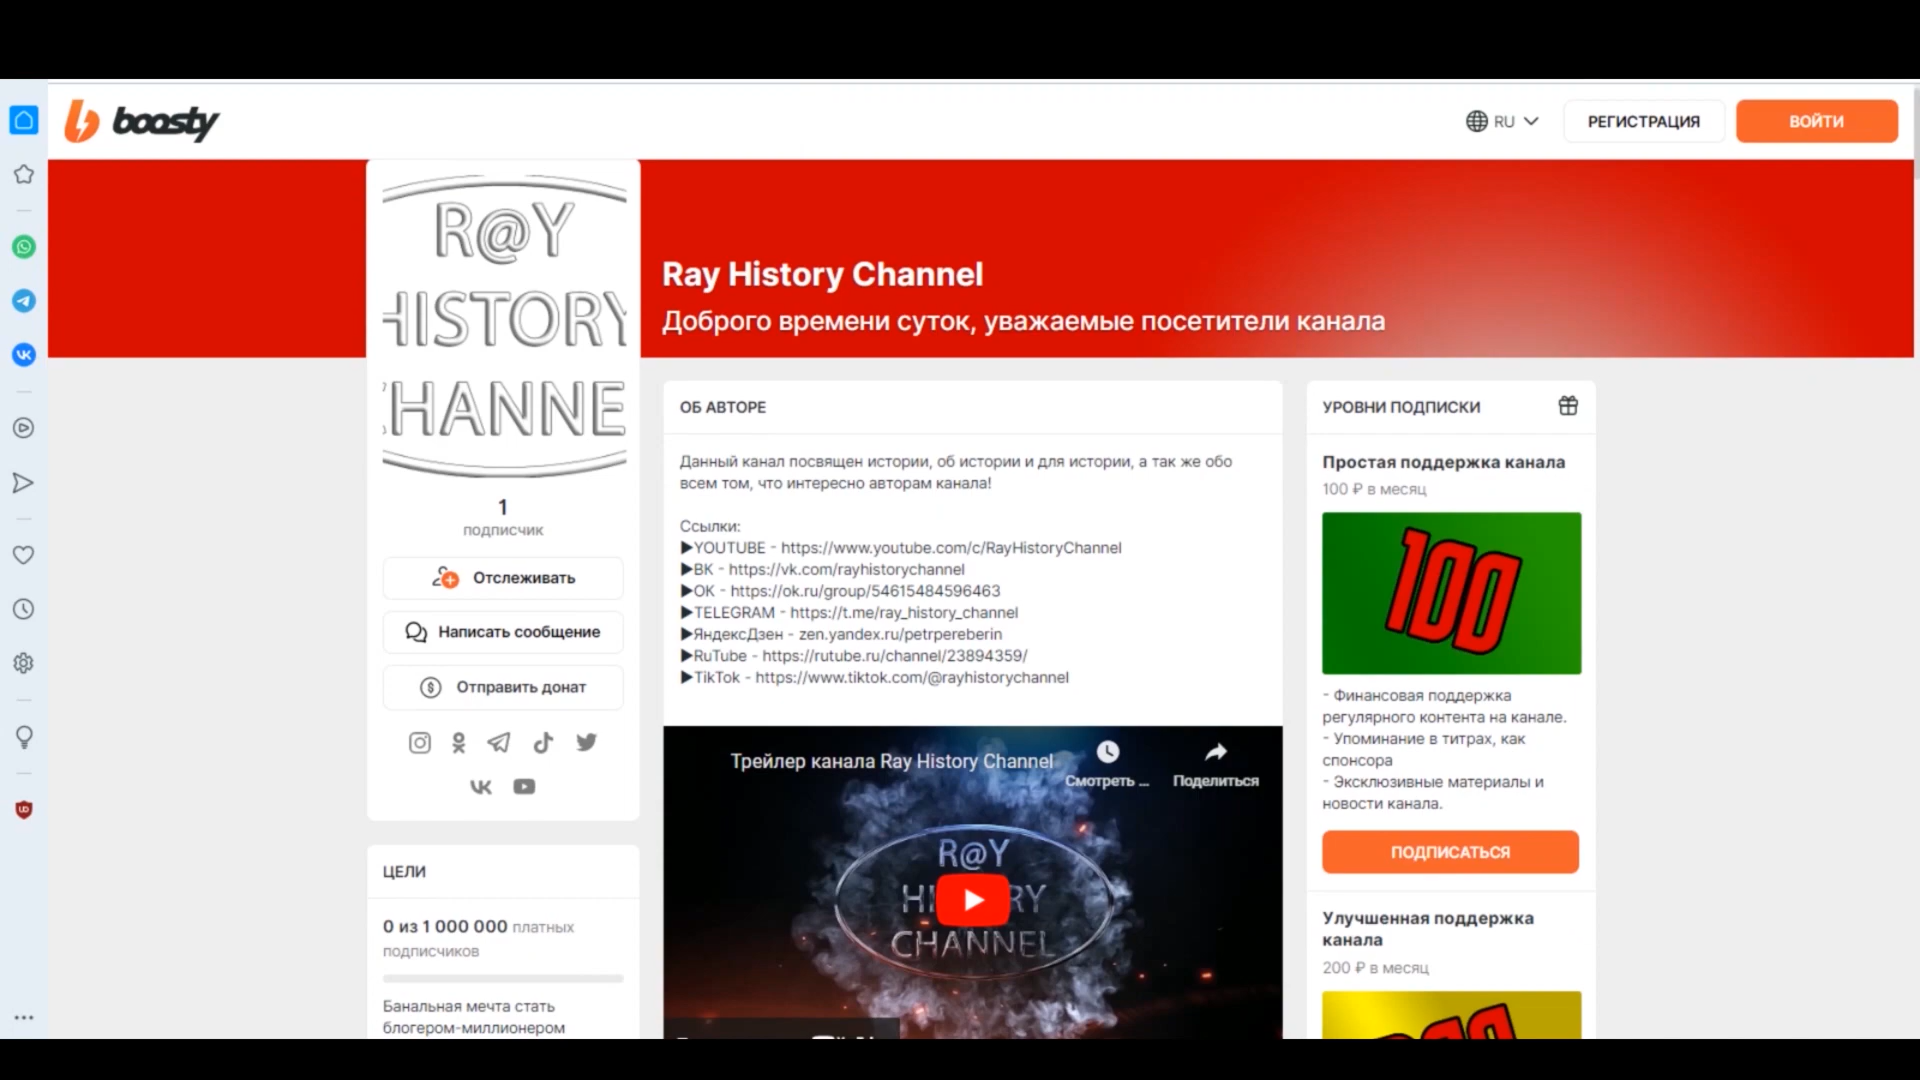 boosty
RU
РЕГИСТРАЦИЯ
ВОЙТИ
R@Y
HISTORY
CHANNE
Ray History Channel
Доброго времени суток, уважаемые посетители канала
1
подписчик
Отслеживать
Написать сообщение
Отправить донат
ЦЕЛИ
0 из 1 000 000 платных
подписчиков
Банальная мечта стать
блогером-миллионером
ОБ АВТОРЕ
Данный канал посвящен истории, об истории и для истории, а так же обо
всем том, что интересно авторам канала!
Ссылки:
▶YOUTUBE - https://www.youtube.com/c/RayHistoryChannel
▶ВК - https://vk.com/rayhistorychannel
▶ОК - https://ok.ru/group/54615484596463
▶TELEGRAM - https://t.me/ray_history_channel
▶ЯндексДзен - zen.yandex.ru/petrpereberin
▶RuTube - https://rutube.ru/channel/23894359/
▶TikTok - https://www.tiktok.com/@rayhistorychannel
Трейлер канала Ray History Channel
Смотреть ...
Поделиться
R@Y
CHANNEL
УРОВНИ ПОДПИСКИ
Простая поддержка канала
100 ₽ в месяц
100
- Финансовая поддержка
регулярного контента на канале.
- Упоминание в титрах, как
спонсора
- Эксклюзивные материалы и
новости канала.
ПОДПИСАТЬСЯ
Улучшенная поддержка
канала
200 ₽ в месяц